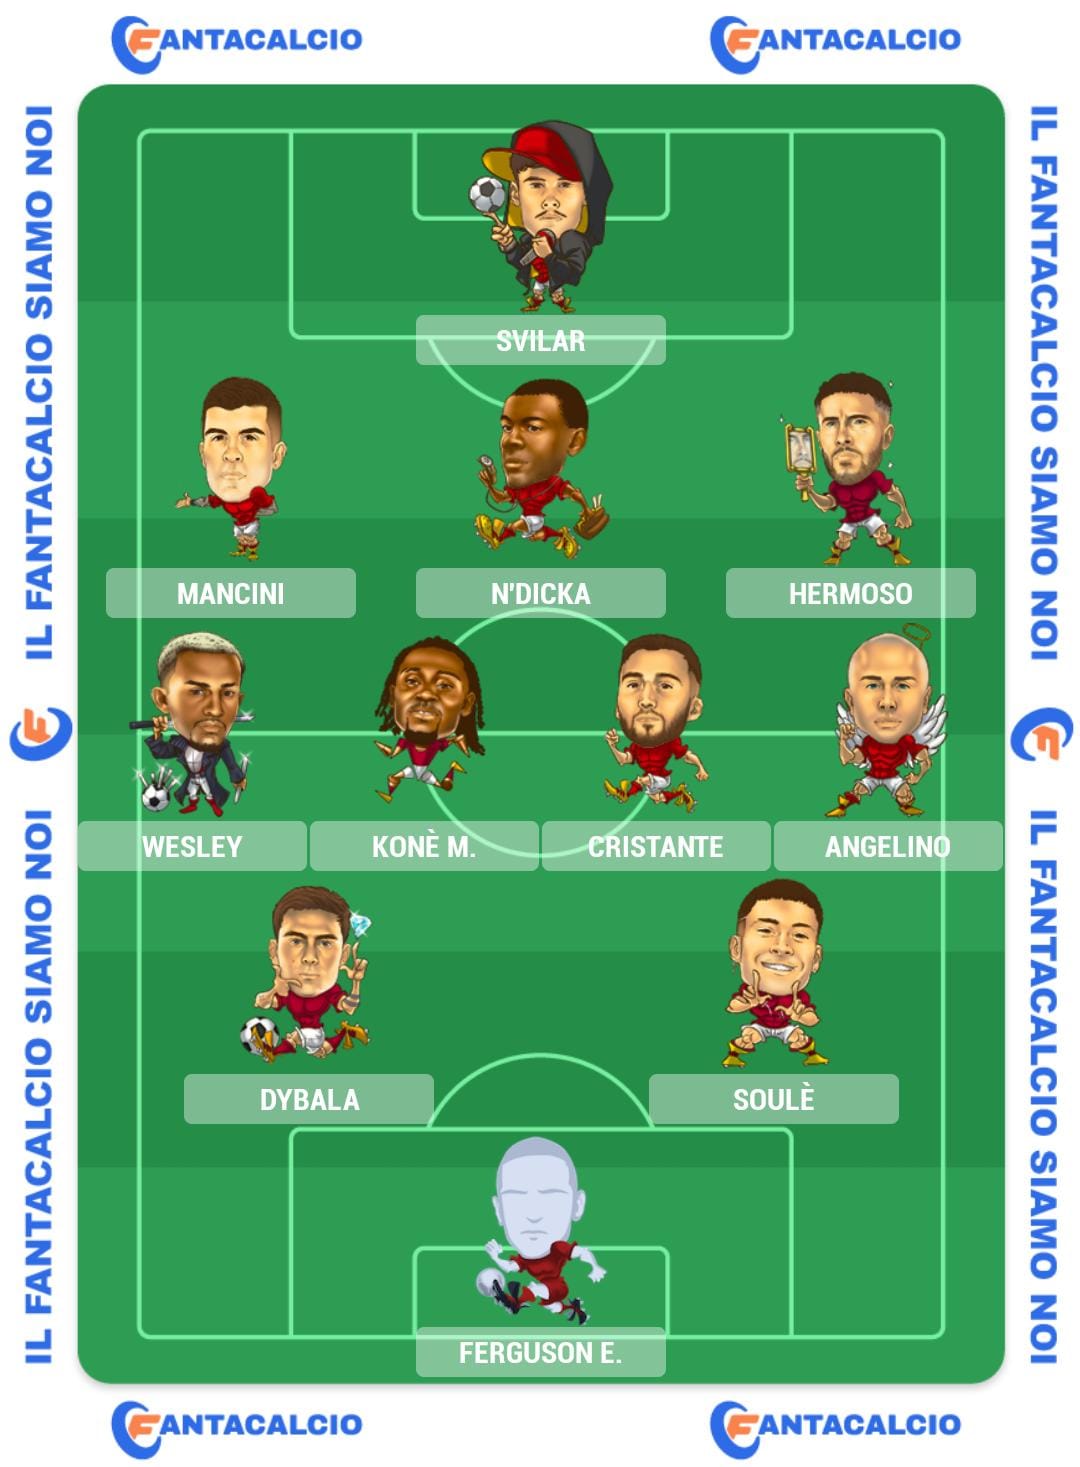 FANTACALCIO
FANTACALCIO
IL FANTACALCIO SIAMO NOI
IL FANTACALCIO SIAMO NOI
SVILAR
MANCINI
N'DICKA
HERMOSO
WESLEY
KONÈ M.
CRISTANTE
ANGELINO
IL FANTACALCIO SIAMO NOI
IL FANTACALCIO SIAMO NOI
DYBALA
SOULÈ
FERGUSON E.
FANTACALCIO
FANTACALCIO